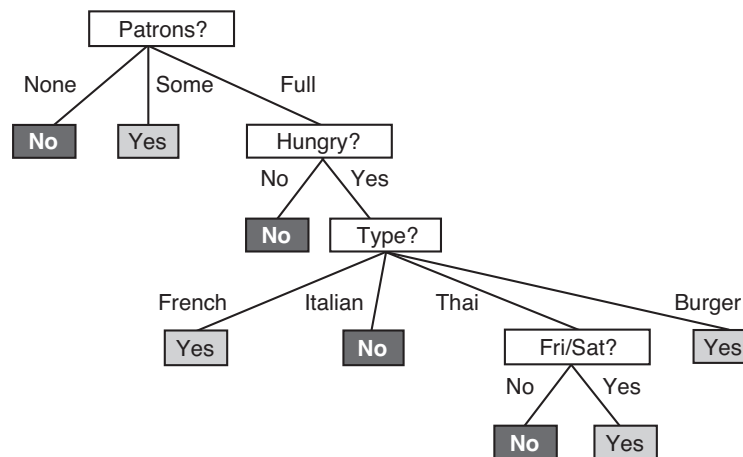 Patrons?
None Some Full
No Yes Hungry?
No Yes
No Type?
French Italian Thai Burger
Yes No Fri/Sat? Yes
No Yes
No Yes